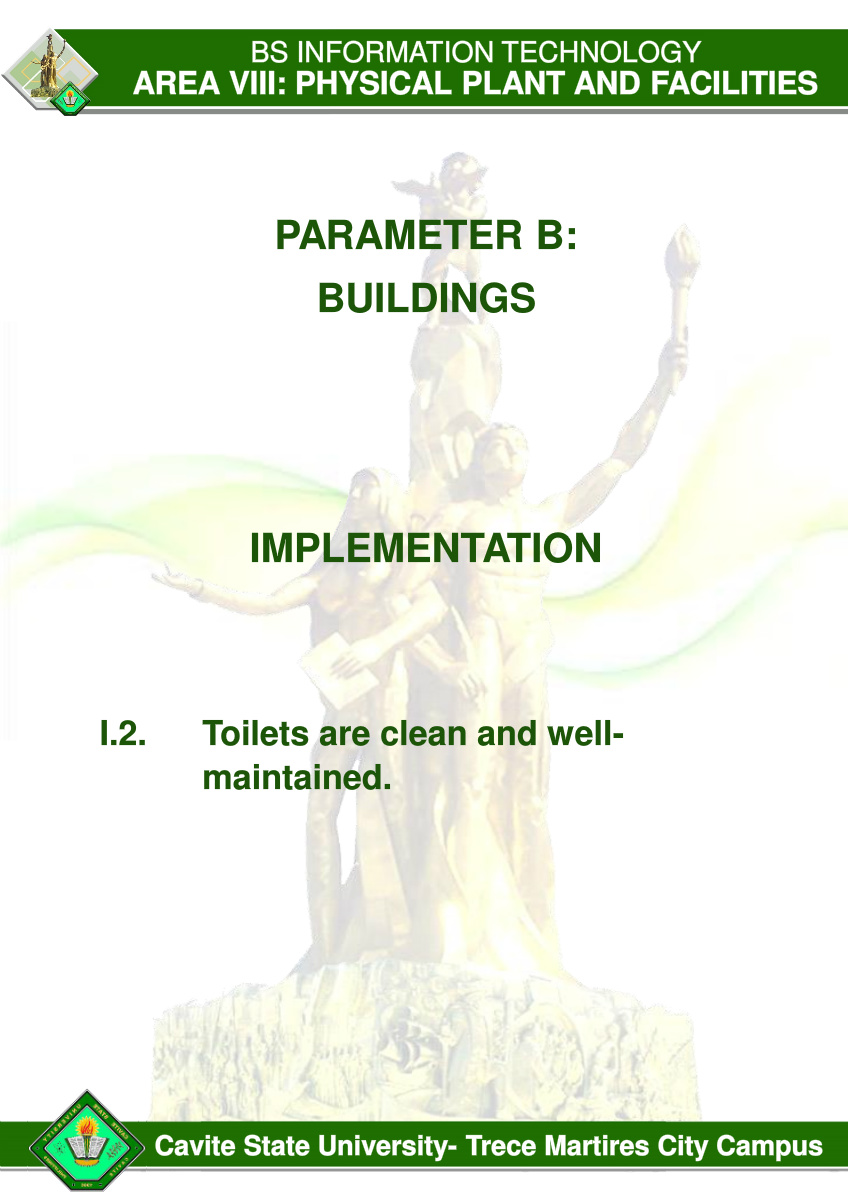 BS INFORMATION TECHNOLOGY
AREA VIII: PHYSICAL PLANT AND FACILITIES
PARAMETER B:
BUILDINGS
IMPLEMENTATION
I.2. Toilets are clean and well-
maintained.
Cavite State University- Trece Martires City Campus